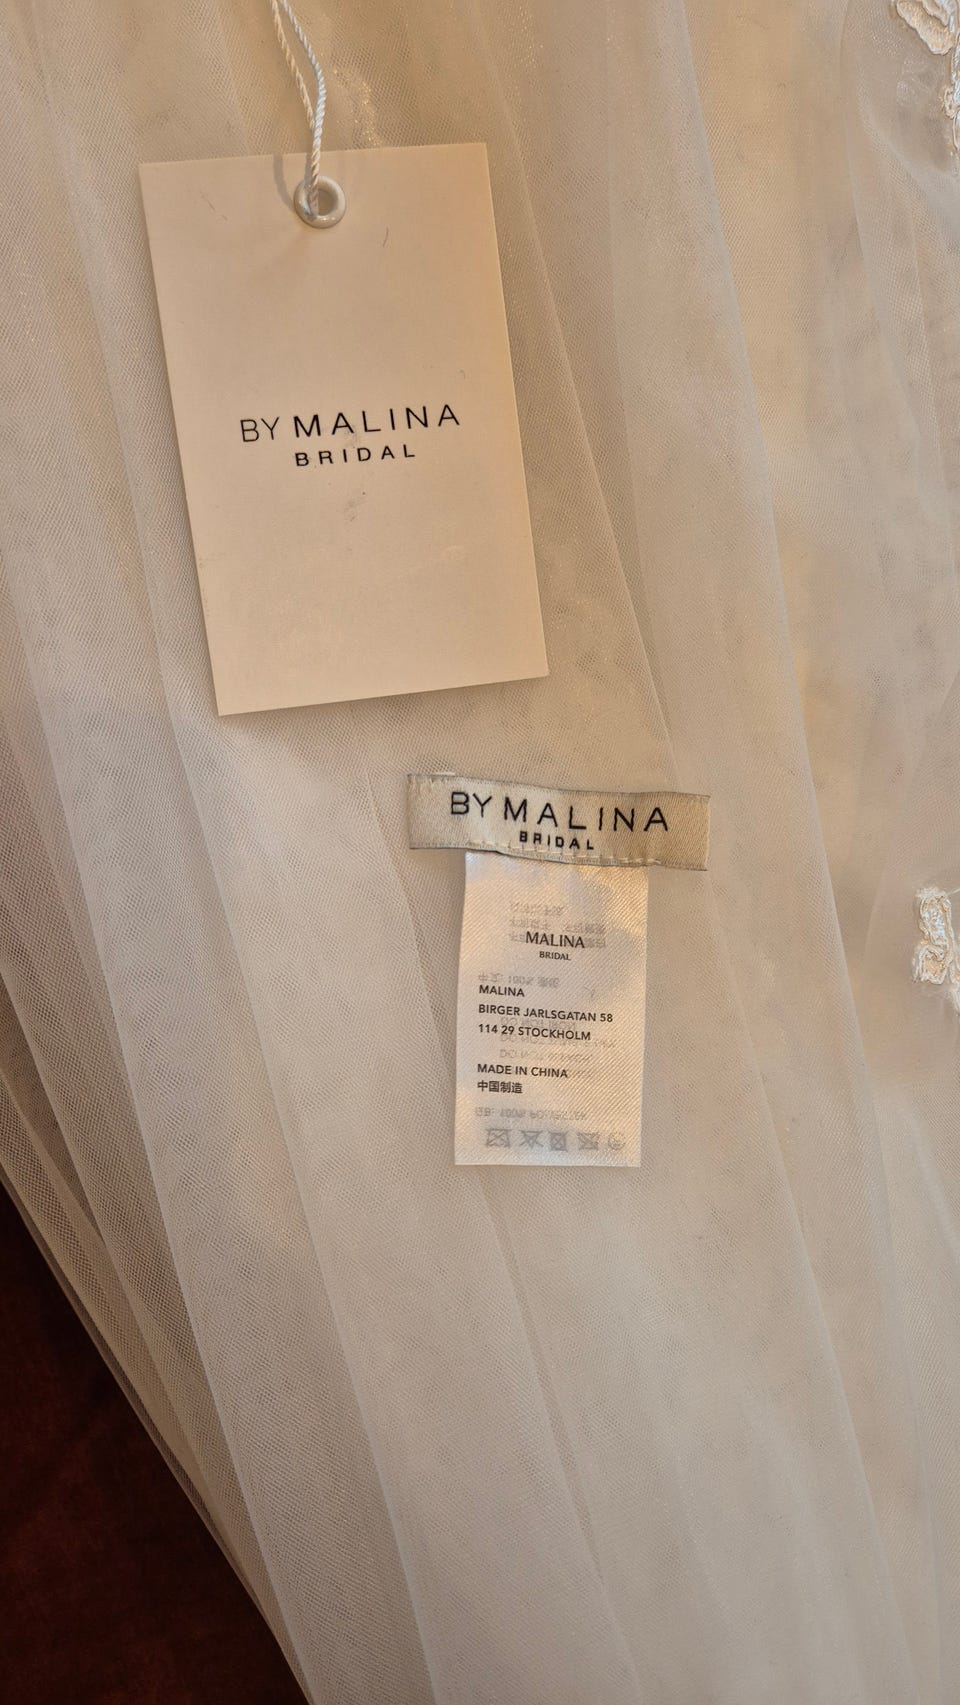 BY MALINA
BRIDAL
BY MALINA
BRIDAL
MALINA
BRIDAL
MALINA
BIRGER JARLSGATAN 58
114 29 STOCKHOLM
MADE IN CHINA
中国制造